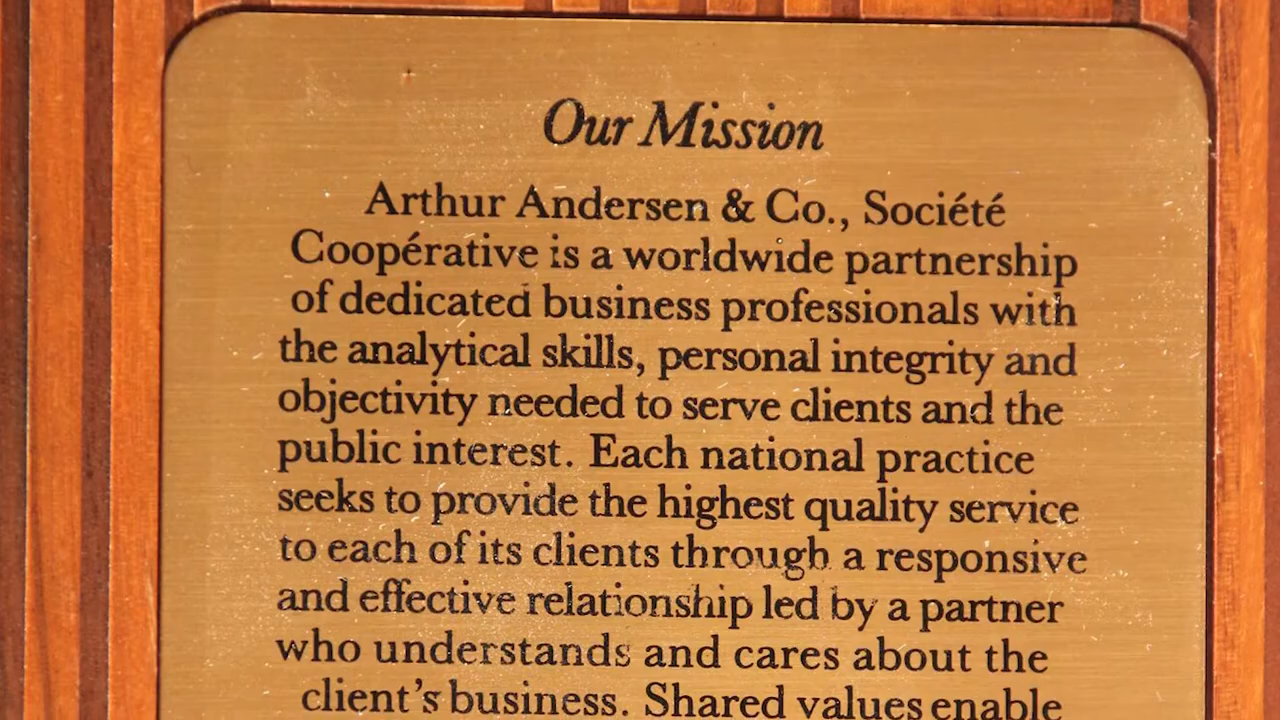 Our Mission
Arthur Andersen & Co., Société
Coopérative is a worldwide partnership
of dedicated business professionals with
the analytical skills, personal integrity and
objectivity needed to serve clients and the
public interest. Each national practice
seeks to provide the highest quality service
to each of its clients through a responsive
and effective relationship led by a partner
who understands and cares about the
client's business. Shared values enable